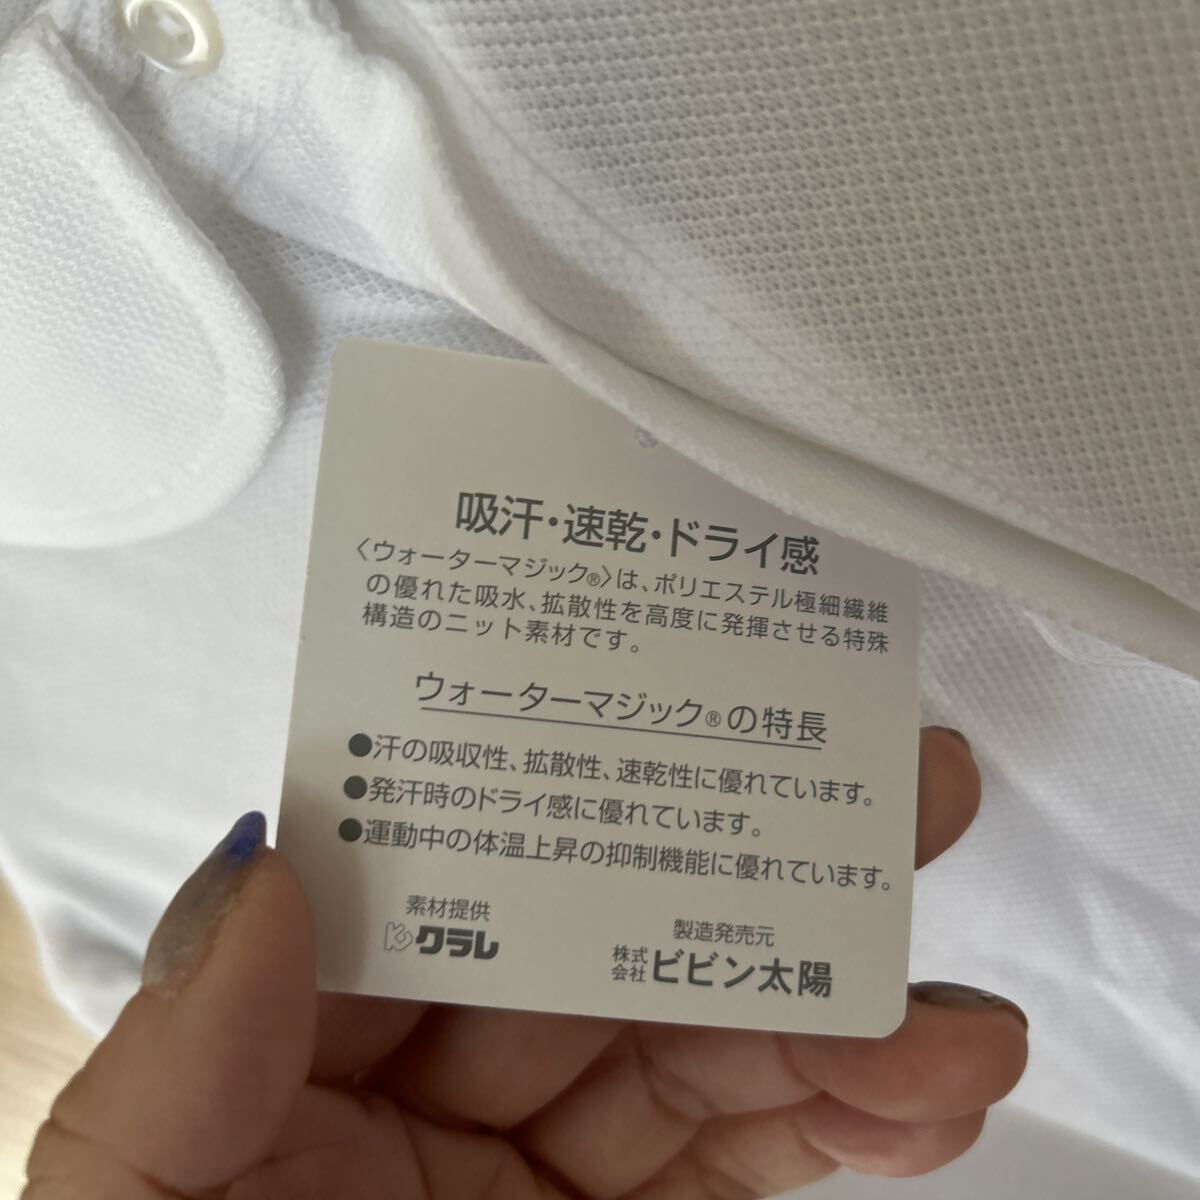 吸汗・速乾・ドライ感
〈ウォーターマジック®〉は、ポリエステル極細繊維
の優れた吸水、拡散性を高度に発揮させる特殊
構造のニット素材です。
ウォーターマジック®の特長
●汗の吸収性、拡散性、速乾性に優れています。
●発汗時のドライ感に優れています。
●運動中の体温上昇の抑制機能に優れています。
素材提供
クラレ
製造発売元
株式会社 ビビン太陽